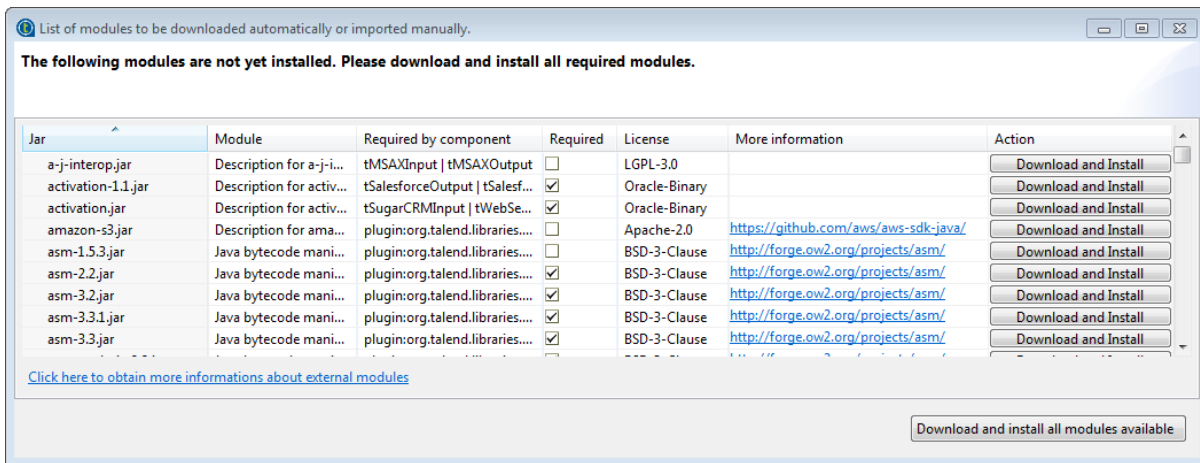 List of modules to be downloaded automatically or imported manually.
The following modules are not yet installed. Please download and install all required modules.
Jar Module Required by component Required License More information Action
a-j-interop.jar Description for a-j-i... tMSAXInput | tMSAXOutput LGPL-3.0 Download and Install
activation-1.1.jar Description for activ... tSalesforceOutput | tSalesf... Oracle-Binary Download and Install
activation.jar Description for activ... tSugarCRMInput | tWebSe... Oracle-Binary Download and Install
amazon-s3.jar Description for ama... plugin:org.talend.libraries.... Apache-2.0 https://github.com/aws/aws-sdk-java/ Download and Install
asm-1.5.3.jar Java bytecode mani... plugin:org.talend.libraries.... BSD-3-Clause http://forge.ow2.org/projects/asm/ Download and Install
asm-2.2.jar Java bytecode mani... plugin:org.talend.libraries.... BSD-3-Clause http://forge.ow2.org/projects/asm/ Download and Install
asm-3.2.jar Java bytecode mani... plugin:org.talend.libraries.... BSD-3-Clause http://forge.ow2.org/projects/asm/ Download and Install
asm-3.3.1.jar Java bytecode mani... plugin:org.talend.libraries.... BSD-3-Clause http://forge.ow2.org/projects/asm/ Download and Install
asm-3.3.jar Java bytecode mani... plugin:org.talend.libraries.... BSD-3-Clause http://forge.ow2.org/projects/asm/ Download and Install
Click here to obtain more informations about external modules
Download and install all modules available